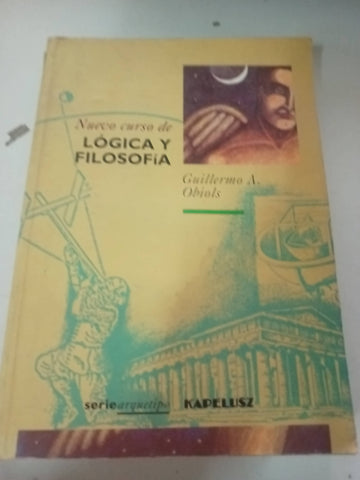 Nuevo curso de
LÓGICA Y
FILOSOFíA
Guillermo A.
Obiols
seriearquetipo KAPELUSZ